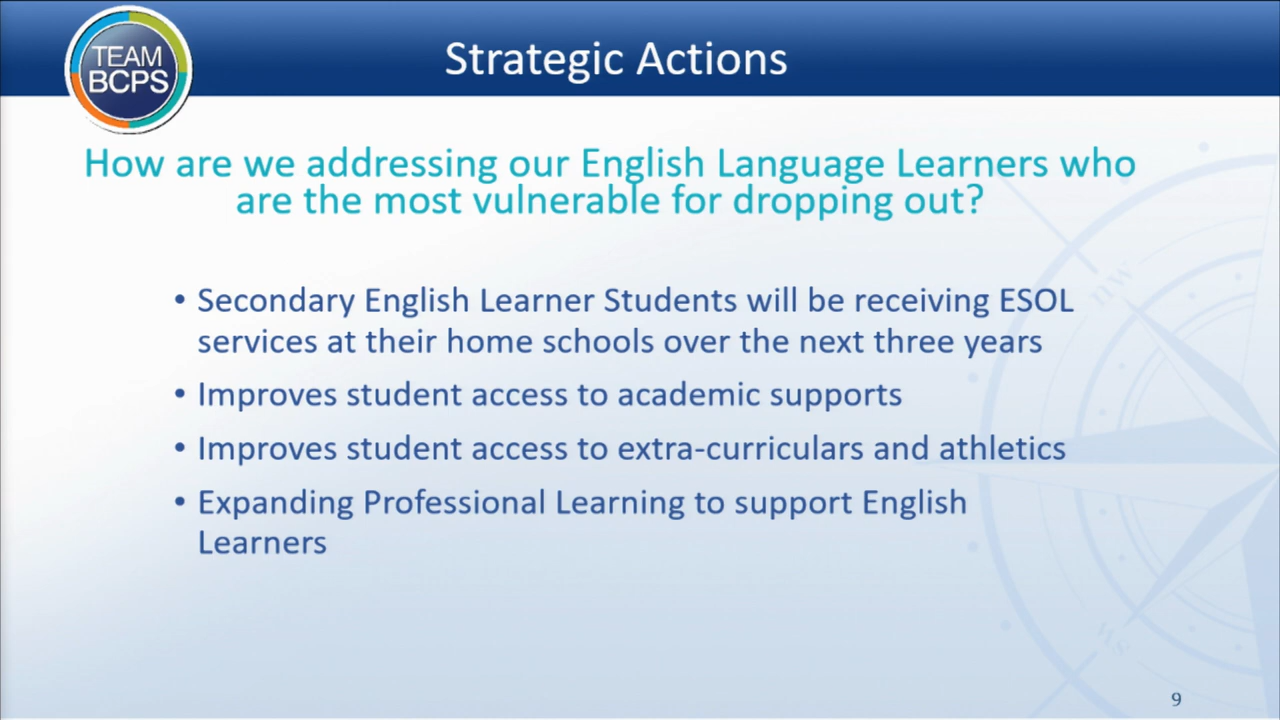 TEAM
BCPS
Strategic Actions
How are we addressing our English Language Learners who
are the most vulnerable for dropping out?
• Secondary English Learner Students will be receiving ESOL
services at their home schools over the next three years
• Improves student access to academic supports
• Improves student access to extra-curriculars and athletics
• Expanding Professional Learning to support English
Learners
NW
9